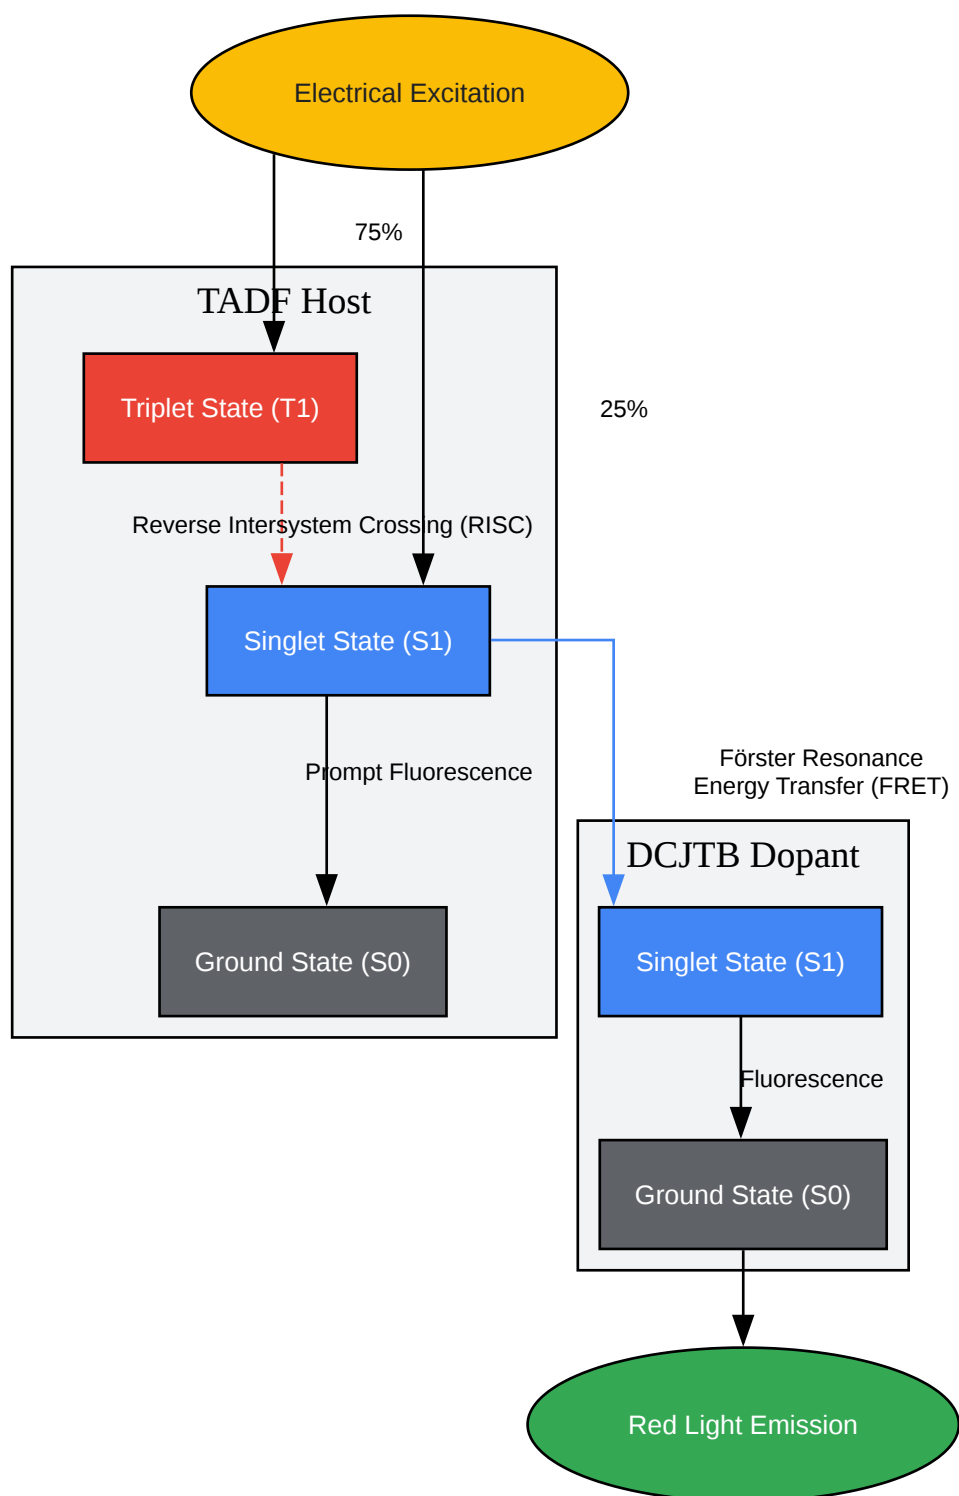 Electrical Excitation
75%
TADF Host
Triplet State (T1)
25%
Reverse Intersystem Crossing (RISC)
Singlet State (S1)
Förster Resonance
Energy Transfer (FRET)
Prompt Fluorescence
DCJTB Dopant
Ground State (S0)
Singlet State (S1)
Fluorescence
Ground State (S0)
Red Light Emission